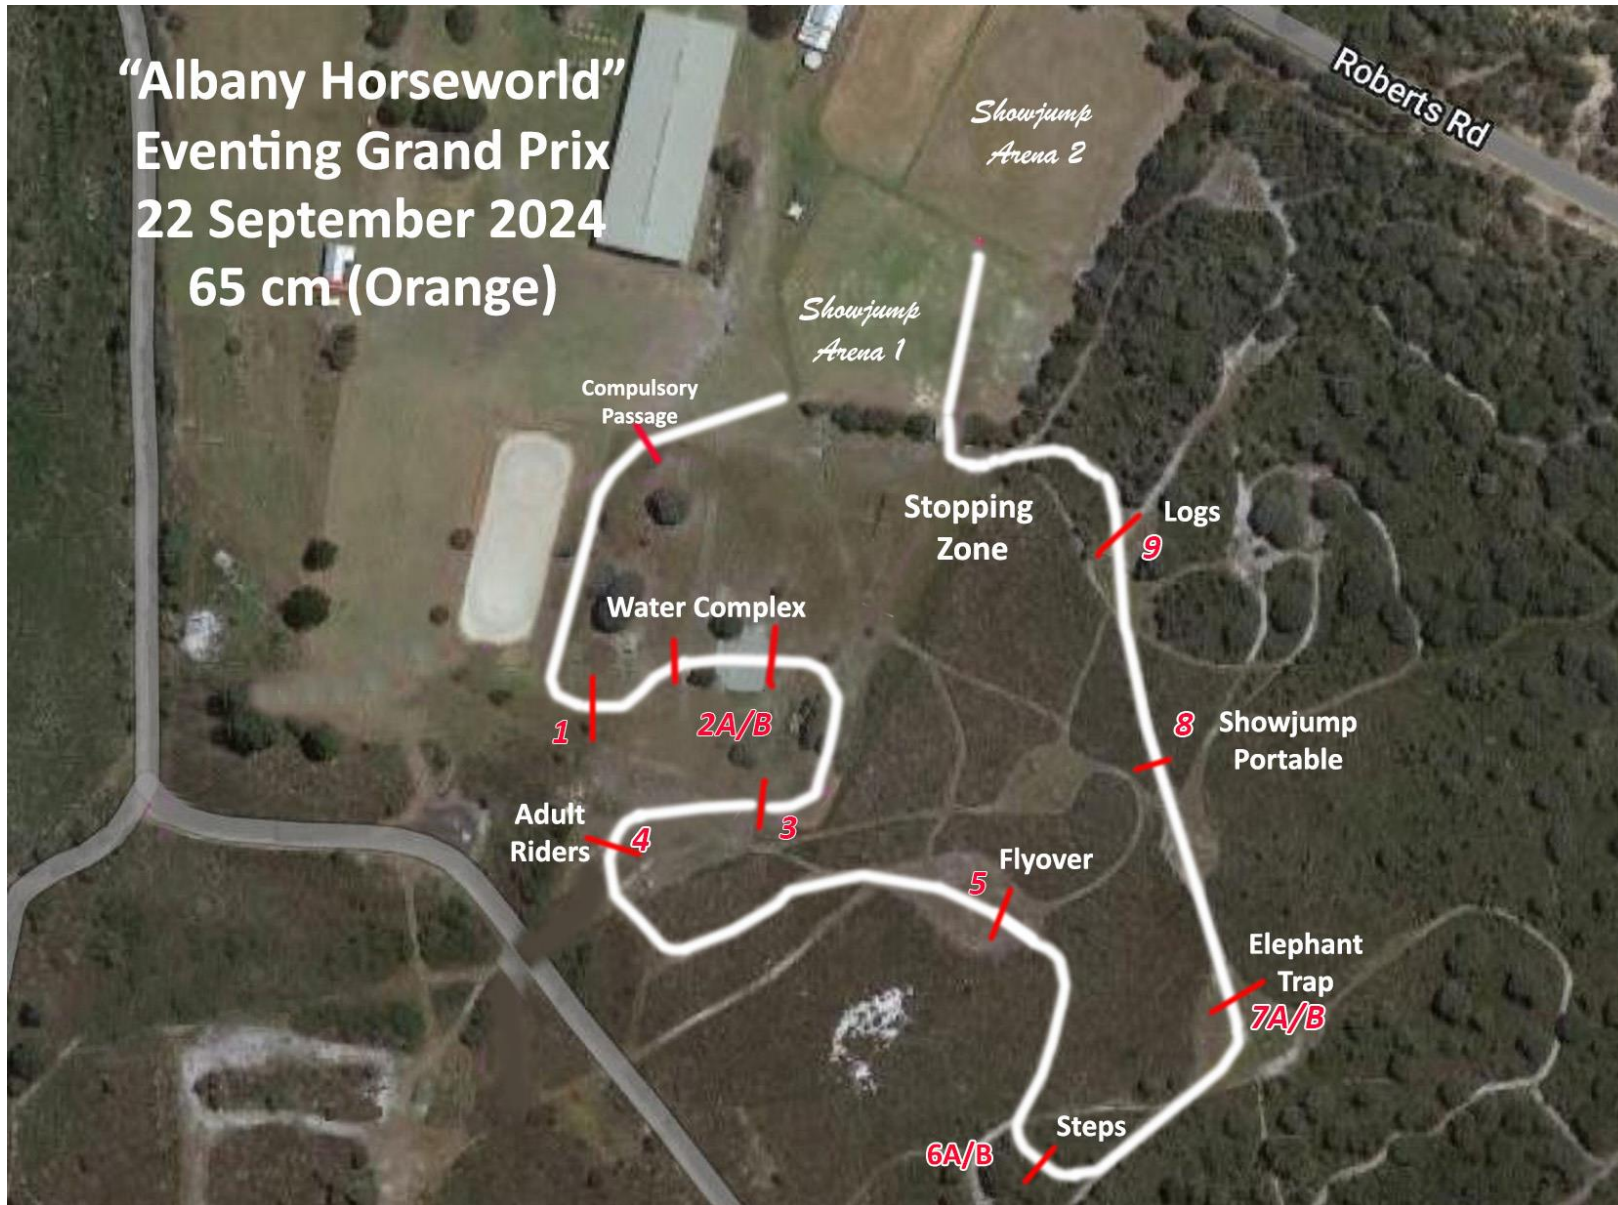 “Albany Horseworld”
Eventing Grand Prix
22 September 2024
65 cm (Orange)
Roberts Rd
Showjump
Arena 2
Showjump
Arena 1
Compulsory
Passage
Stopping
Zone
Logs
9
Water Complex
1
2A/B
8
Showjump
Portable
Adult
Riders
4
3
5
Flyover
Elephant
Trap
7A/B
Steps
6A/B